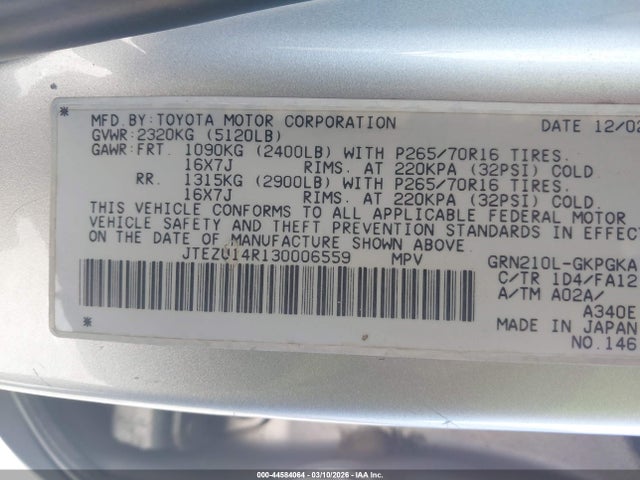 MFD.BY:TOYOTA MOTOR CORPORATION DATE 12/02
GVWR:2320KG (5120LB)
GAWR:FRT. 1090KG (2400LB) WITH P265/70R16 TIRES.
16X7J RIMS. AT 220KPA (32PSI) COLD
RR. 1315KG (2900LB) WITH P265/70R16 TIRES.
16X7J RIMS. AT 220KPA (32PSI) COLD.
THIS VEHICLE CONFORMS TO ALL APPLICABLE FEDERAL MOTOR
VEHICLE SAFETY AND THEFT PREVENTION STANDARDS IN EFFEC
ON THE DATE OF MANUFACTURE SHOWN ABOVE
JTEZU14R130006559 MPV GRN210L-GKPGKA
C/TR 1D4/FA12
A/TM A02A/
A340E
MADE IN JAPAN
NO.146
000-44584064 | 03/10/2026 | IAA Inc.